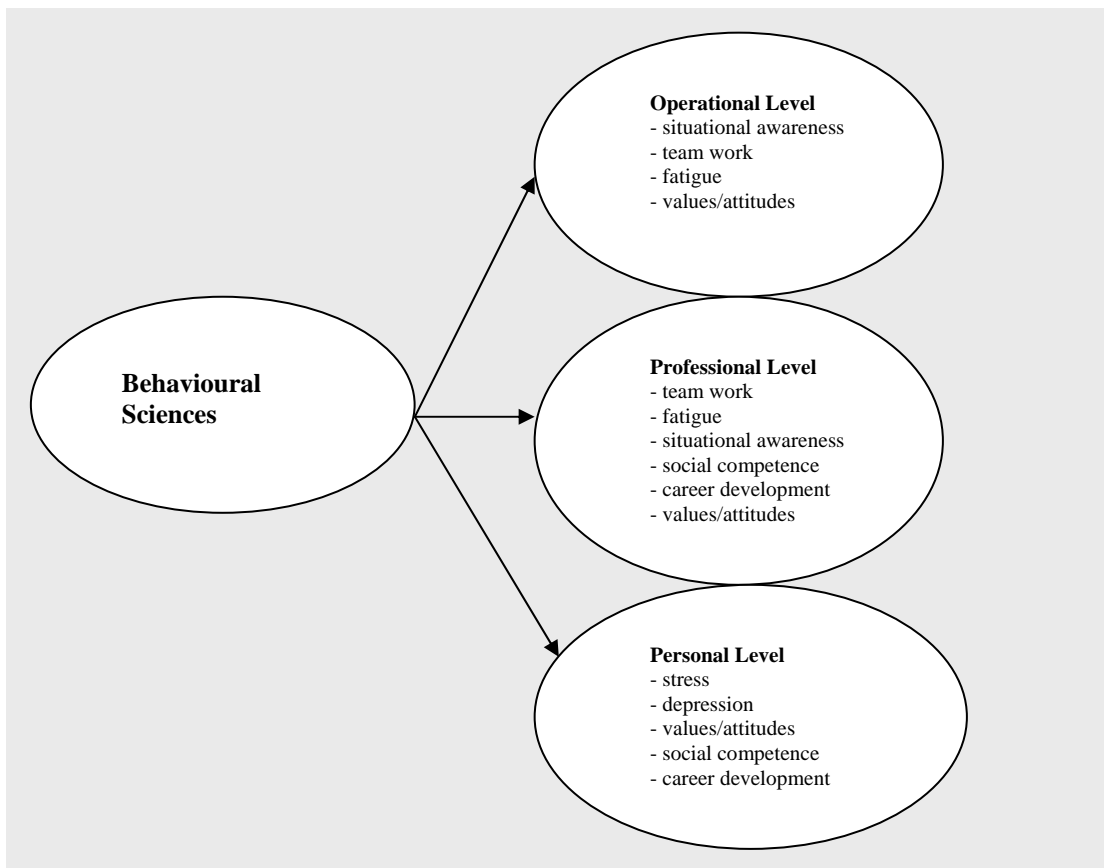 Behavioural
Sciences
Operational Level
- situational awareness
- team work
- fatigue
- values/attitudes
Professional Level
- team work
- fatigue
- situational awareness
- social competence
- career development
- values/attitudes
Personal Level
- stress
- depression
- values/attitudes
- social competence
- career development